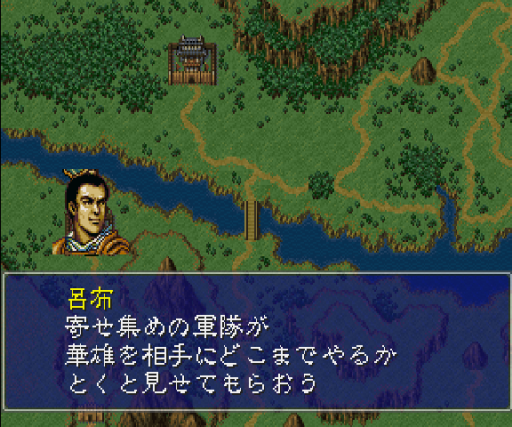 呂布
寄せ集めの軍隊が
華雄を相手にどこまでやるか
とくと見せてもらおう